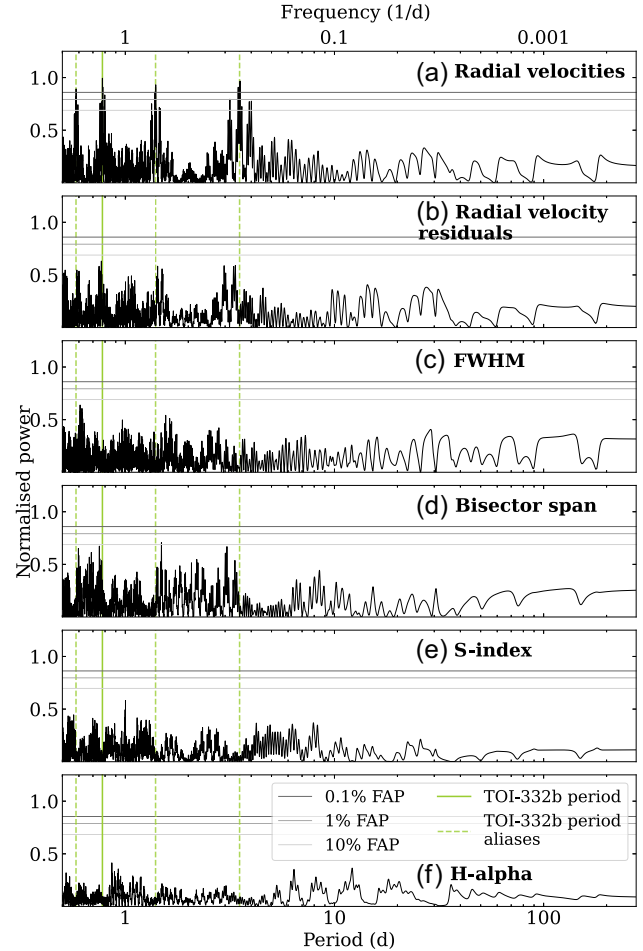 Frequency (1/d)
1 0.1 0.001
(a) Radial velocities
1.0
0.5
(b) Radial velocity
residuals
1.0
0.5
(c) FWHM
1.0
0.5
Normalised power
(d) Bisector span
1.0
0.5
(e) S-index
1.0
0.5
1.0
0.5
0.1% FAP
1% FAP
10% FAP
TOI-332b period
TOI-332b period
aliases
(f) H-alpha
1 10 100
Period (d)